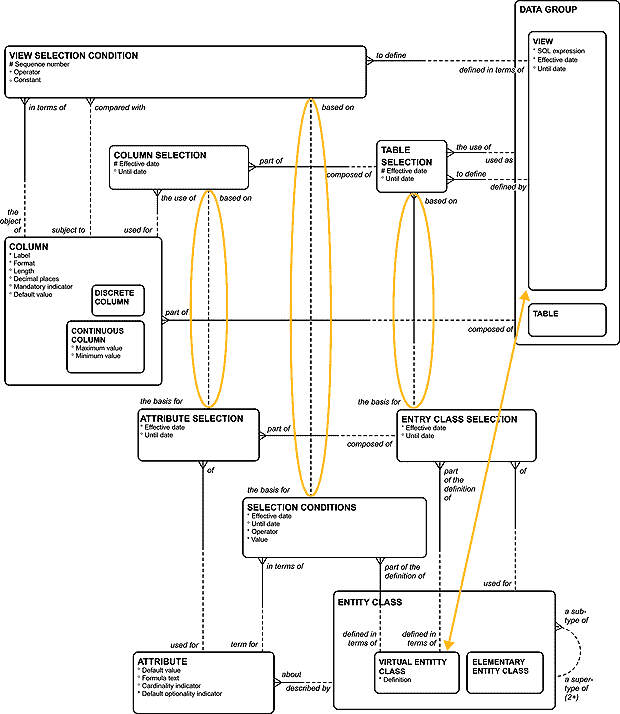 DATA GROUP
VIEW
* SQL expression
* Effective date
° Until date
VIEW SELECTION CONDITION
# Sequence number
* Operator
° Constant
to define
defined in terms of
in terms of
compared with
based on
COLUMN SELECTION
# Effective date
° Until date
part of
composed of
TABLE
SELECTION
# Effective date
° Until date
the use of
used as
to define
defined by
the use of
based on
based on
the
object
of
subject to
used for
COLUMN
* Label
* Format
* Length
° Decimal places
* Mandatory indicator
° Default value
DISCRETE
COLUMN
CONTINUOUS
COLUMN
° Maximum value
° Minimum value
part of
composed of
TABLE
the basis for
ATTRIBUTE SELECTION
* Effective date
° Until date
part of
composed of
the basis for
ENTRY CLASS SELECTION
* Effective date
° Until date
of
part
of the
definition
of
of
the basis for
SELECTION CONDITIONS
* Effective date
° Until date
* Operator
* Value
in terms of
part of the
definition of
used for
ENTITY CLASS
a sub-
type of
used for
term for
defined in
terms of
defined in
terms of
ATTRIBUTE
* Default value
° Formula text
* Cardinality indicator
* Default optionality indicator
about
described by
VIRTUAL ENTITTY
CLASS
* Definition
ELEMENTARY
ENTITY CLASS
a super-
type of
(2+)